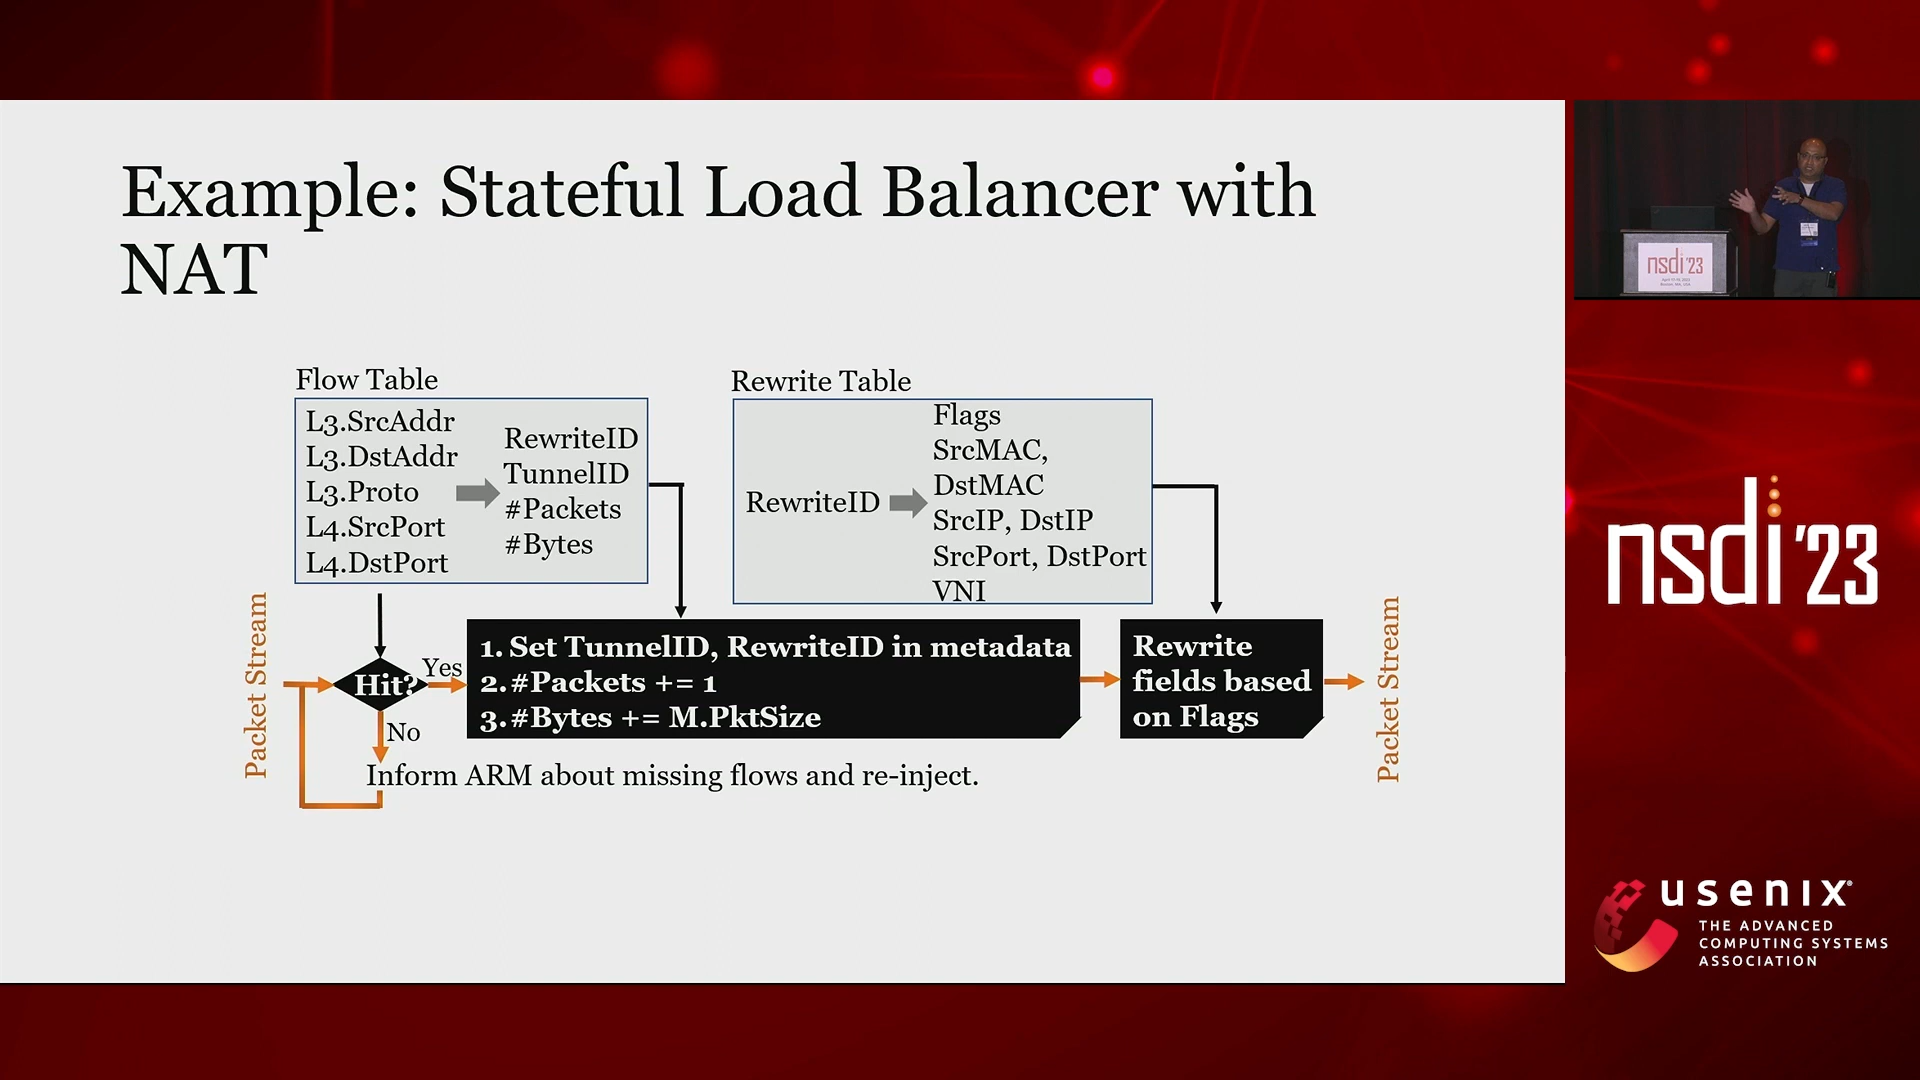 Example: Stateful Load Balancer with
NAT
Flow Table
L3.SrcAddr
L3.DstAddr
L3.Proto
L4.SrcPort
L4.DstPort
RewriteID
TunnelID
#Packets
#Bytes
Rewrite Table
RewriteID
Flags
SrcMAC,
DstMAC
SrcIP, DstIP
SrcPort, DstPort
VNI
Packet Stream
Hit?
Yes
No
1. Set TunnelID, RewriteID in metadata
2. #Packets += 1
3. #Bytes += M.PktSize
Rewrite
fields based
on Flags
Packet Stream
Inform ARM about missing flows and re-inject.
nsdi '23
nsdi '23
usenix®
THE ADVANCED
COMPUTING SYSTEMS
ASSOCIATION